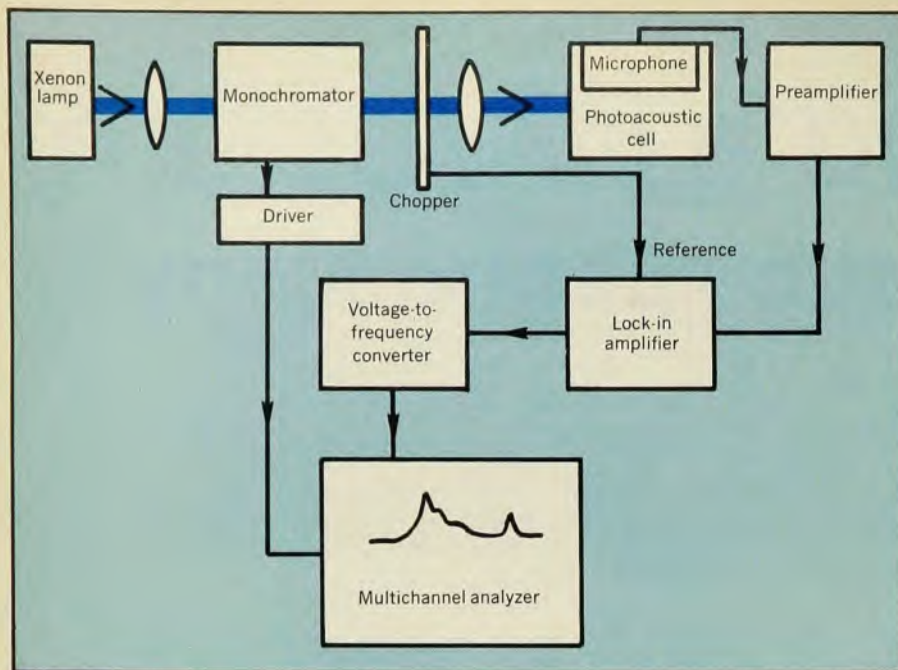 Xenon
lamp
Monochromator
Microphone
Photoacoustic
cell
Preamplifier
Driver
Chopper
Reference
Voltage-to-
frequency
converter
Lock-in
amplifier
Multichannel analyzer